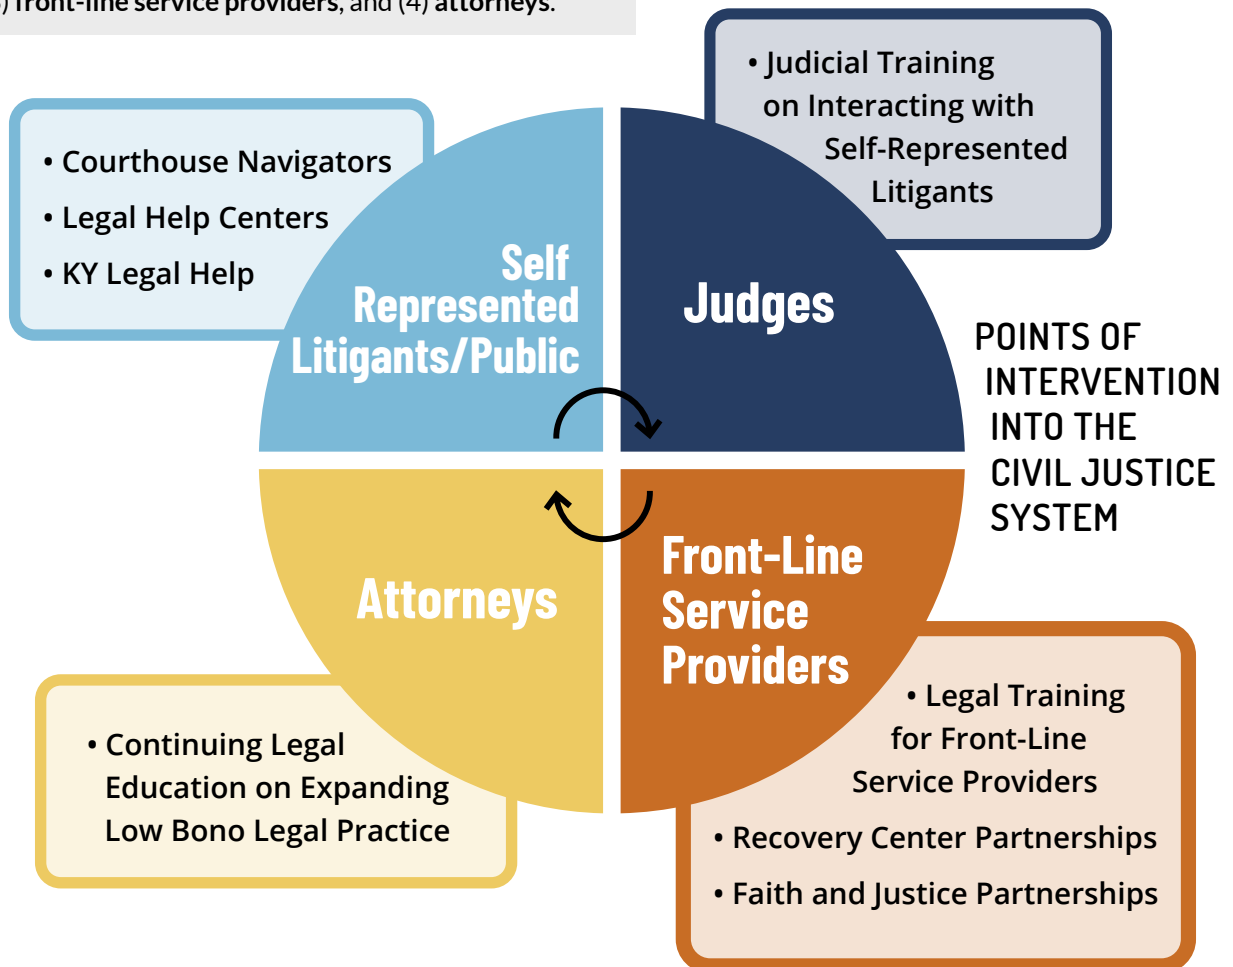 front-line service providers, and (4) attorneys.
• Judicial Training
on Interacting with
Self-Represented
Litigants
• Courthouse Navigators
• Legal Help Centers
• KY Legal Help
Self
Represented
Litigants/Public
Judges
POINTS OF
INTERVENTION
INTO THE
CIVIL JUSTICE
SYSTEM
Attorneys
Front-Line
Service
Providers
• Continuing Legal
Education on Expanding
Low Bono Legal Practice
• Legal Training
for Front-Line
Service Providers
• Recovery Center Partnerships
• Faith and Justice Partnerships